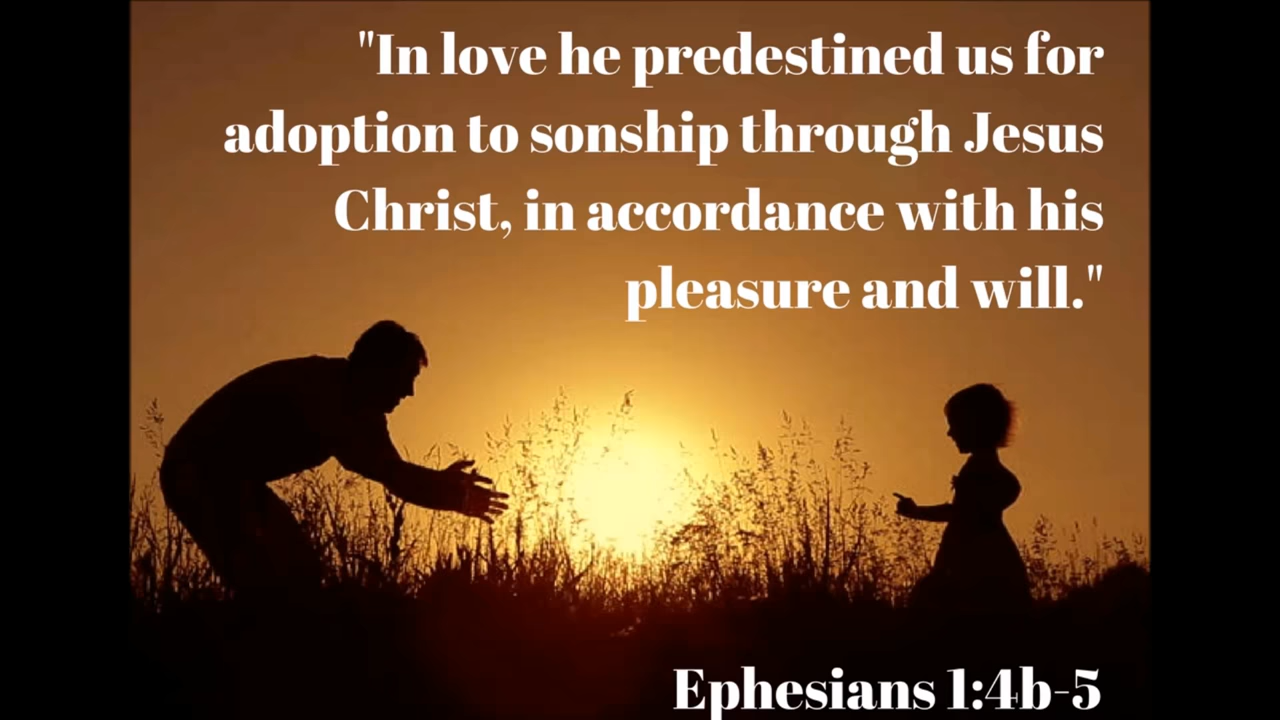 "In love he predestined us for
adoption to sonship through Jesus
Christ, in accordance with his
pleasure and will."
Ephesians 1:4b-5